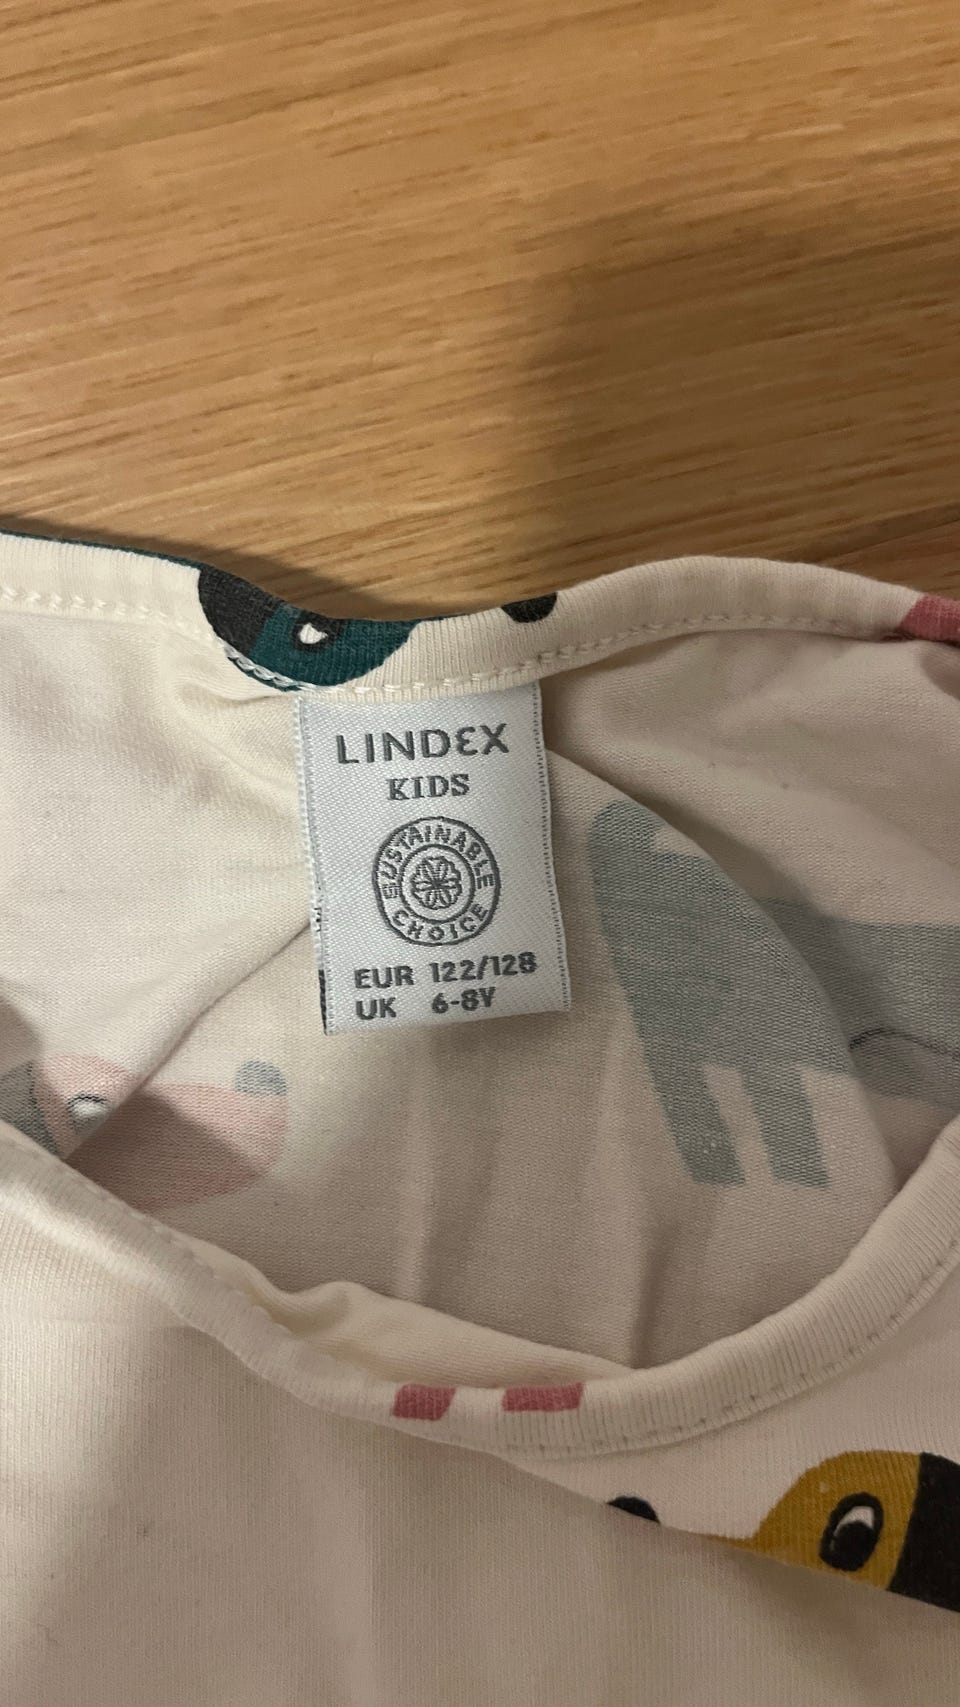 LINDEX
KIDS
SUSTAINABLE
CHOICE
EUR 122/128
UK 6-8Y